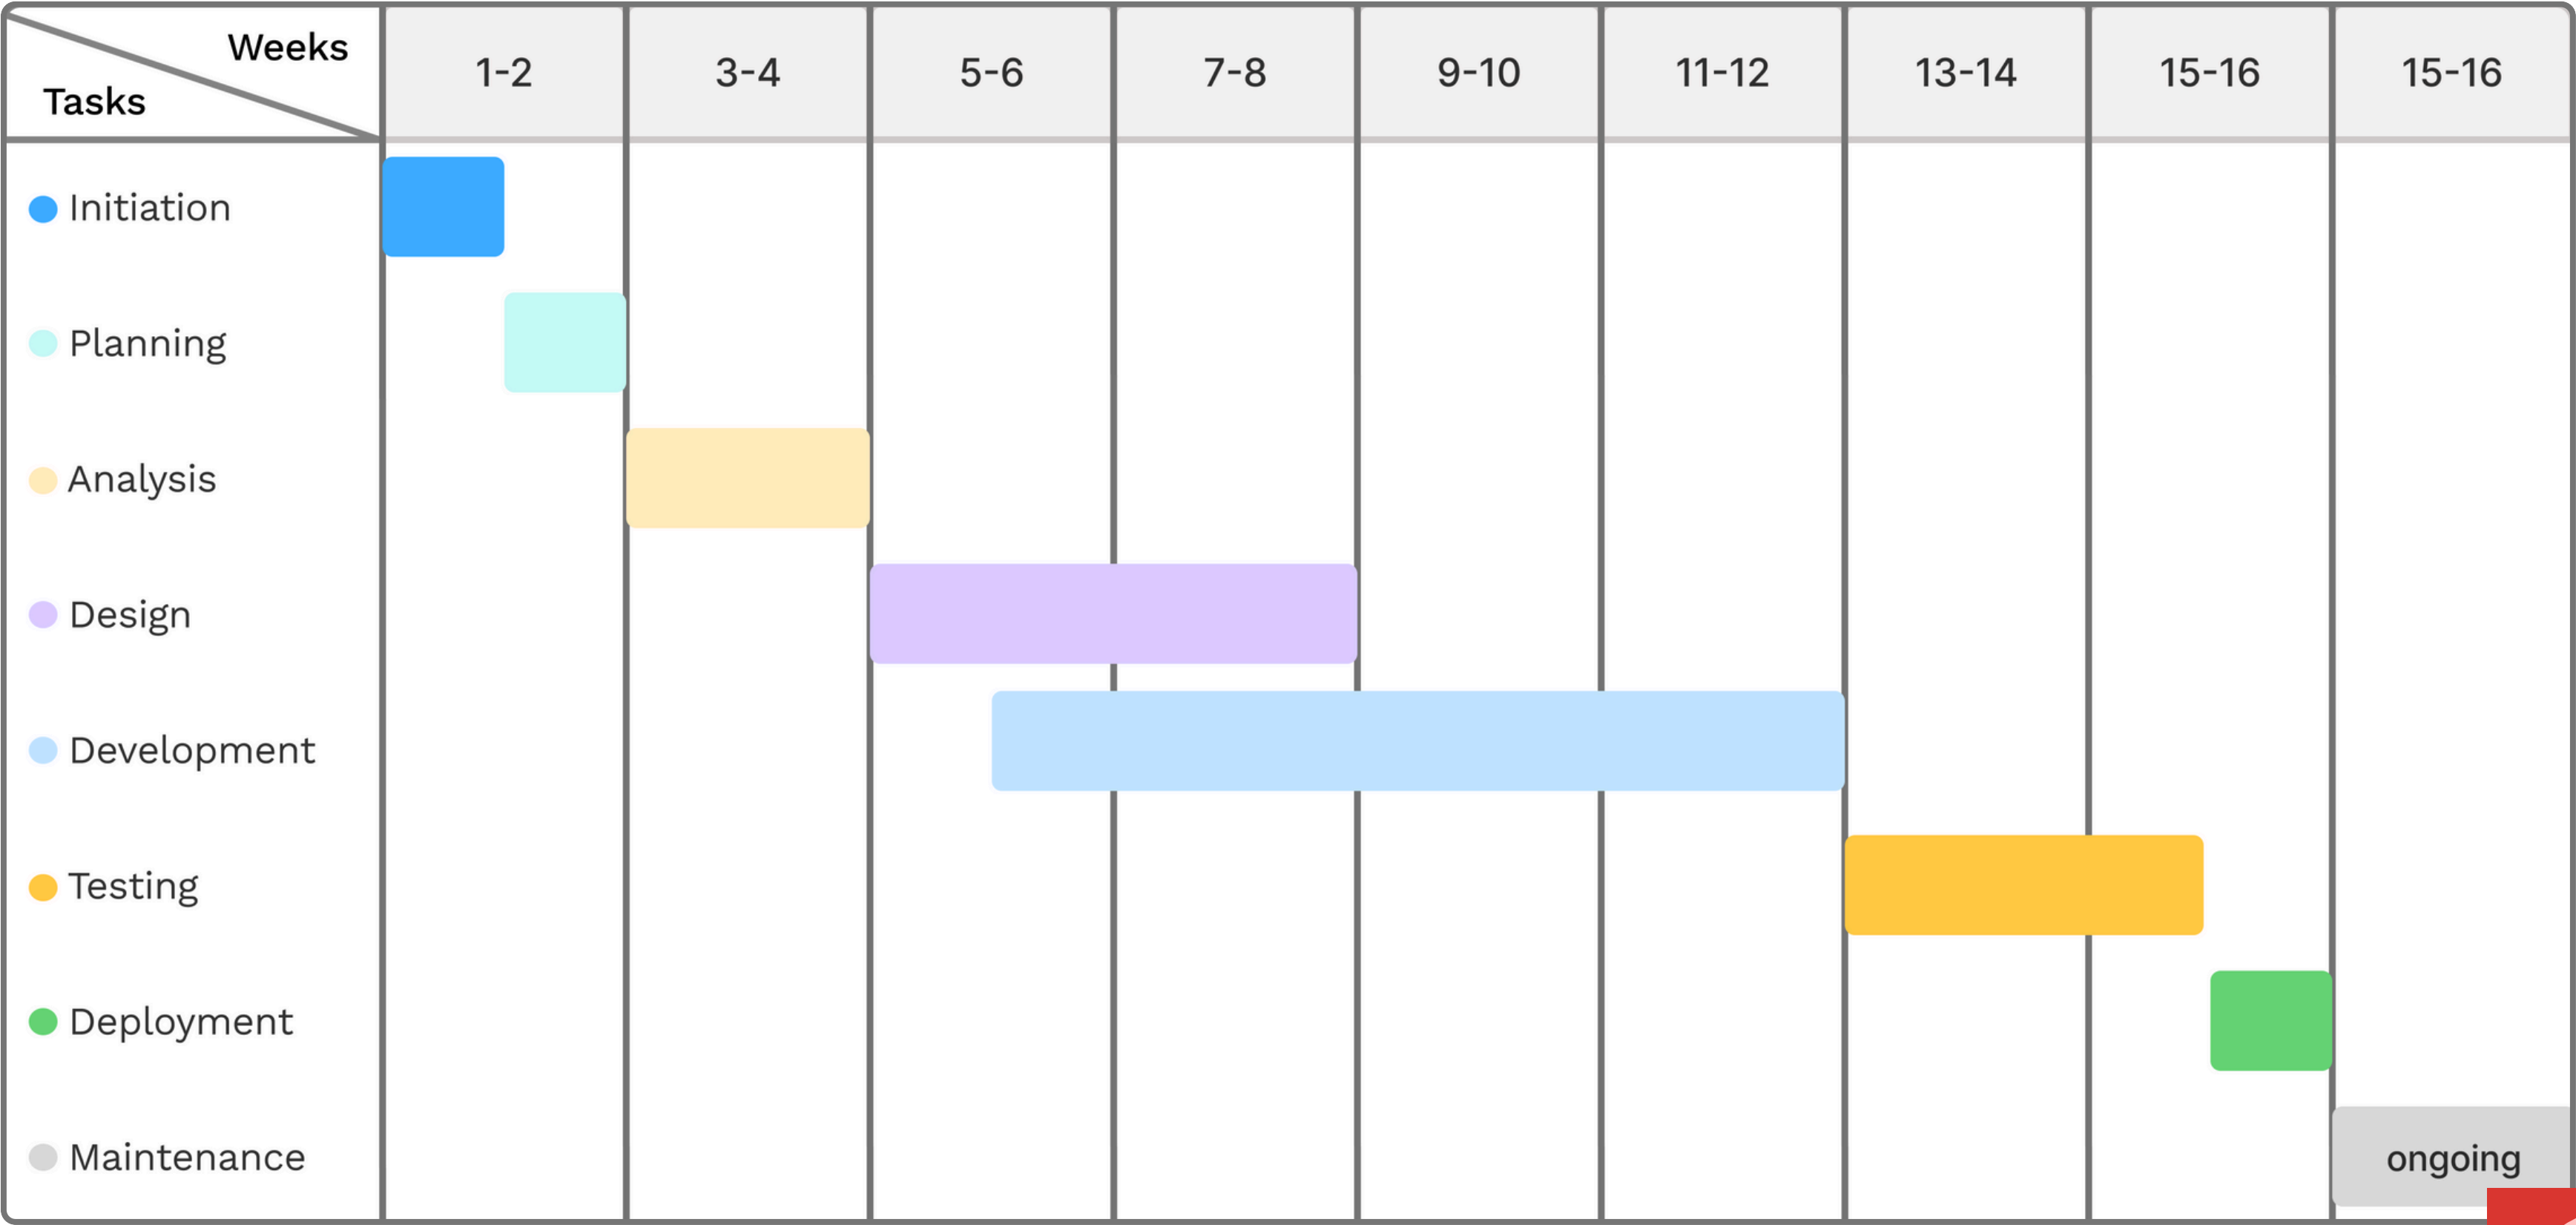 Weeks
Tasks
1-2 3-4 5-6 7-8 9-10 11-12 13-14 15-16 15-16
Initiation
Planning
Analysis
Design
Development
Testing
Deployment
Maintenance ongoing